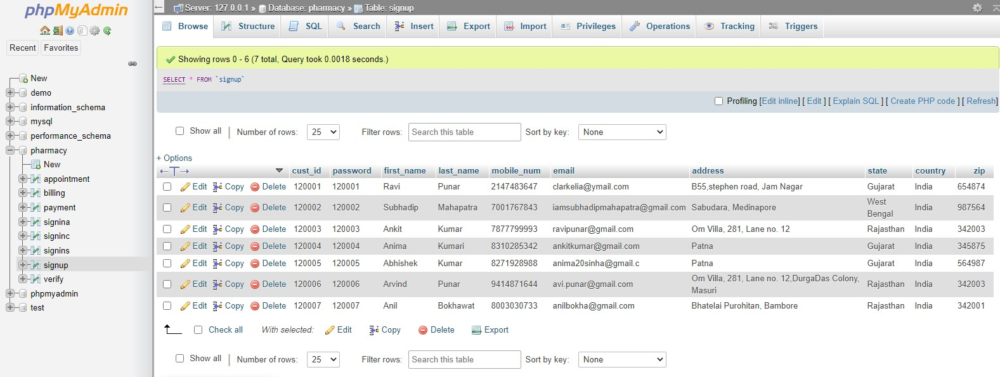 phpMyAdmin
Recent Favorites
New
demo
information_schema
mysql
performance_schema
pharmacy
New
appointment
billing
payment
signina
signinc
signins
signup
verify
phpmyadmin
test
Server: 127.0.0.1 » Database: pharmacy » Table: signup
Browse Structure SQL Search Insert Export Import Privileges Operations Tracking Triggers
Showing rows 0 - 6 (7 total, Query took 0.0018 seconds.)
SELECT * FROM `signup`
Profiling [Edit inline] [ Edit ] [ Explain SQL ] [ Create PHP code ] [ Refresh]
Show all | Number of rows: 25 Filter rows: Search this table Sort by key: None
+ Options
←T→ cust_id password first_name last_name mobile_num email address state country zip
Edit Copy Delete 120001 120001 Ravi Punar 2147483647 clarkelia@ymail.com B55,stephen road, Jam Nagar Gujarat India 654874
Edit Copy Delete 120002 120002 Subhadip Mahapatra 7001767843 iamsubhadipmahapatra@gmail.com Sabudara, Medinapore West Bengal India 987564
Edit Copy Delete 120003 120003 Ankit Kumar 7877799993 ravipunar@gmail.com Om Villa, 281, Lane no. 12 Rajasthan India 342003
Edit Copy Delete 120004 120004 Anima Kumari 8310285342 ankitkumar@gmail.com Patna Gujarat India 345875
Edit Copy Delete 120005 120005 Abhishek Kumar 8271928988 anima20sinha@gmail.c Patna Gujarat India 564987
Edit Copy Delete 120006 120006 Arvind Punar 9414871644 avi.punar@gmail.com Om Villa, 281, Lane no. 12,DurgaDas Colony, Masuri Rajasthan India 342003
Edit Copy Delete 120007 120007 Anil Bokhawat 8003030733 anilbokha@gmail.com Bhatelai Purohitan, Bambore Rajasthan India 342001
Check all With selected: Edit Copy Delete Export
Show all | Number of rows: 25 Filter rows: Search this table Sort by key: None